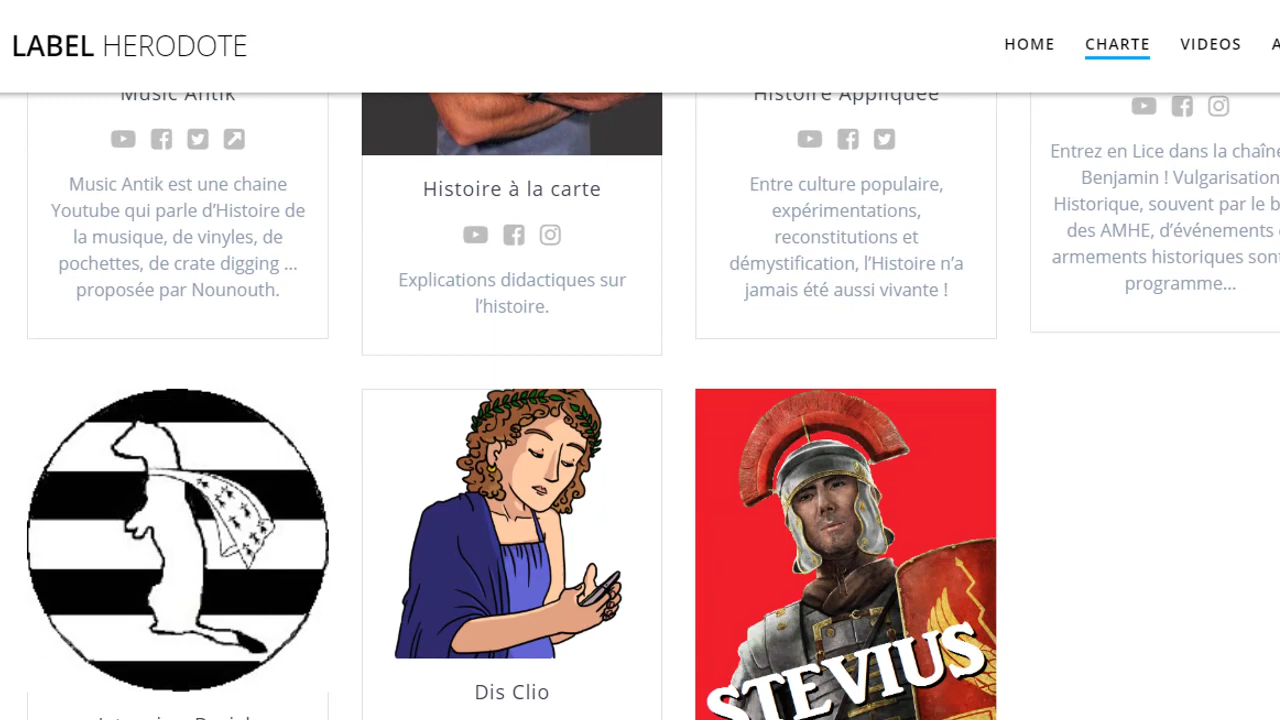 LABEL HERODOTE
HOME CHARTE VIDEOS
Music Antik
Music Antik est une chaine
Youtube qui parle d’Histoire de
la musique, de vinyles, de
pochettes, de crate digging ...
proposée par Nounouth.
Histoire à la carte
Explications didactiques sur
l’histoire.
Histoire Appliquée
Entre culture populaire,
expérimentations,
reconstitutions et
démystification, l’Histoire n’a
jamais été aussi vivante !
Entrez en Lice dans la chaîne
Benjamin ! Vulgarisation
Historique, souvent par le
des AMHE, d’événements
armements historiques sont
programme...
Dis Clio
STEVIUS